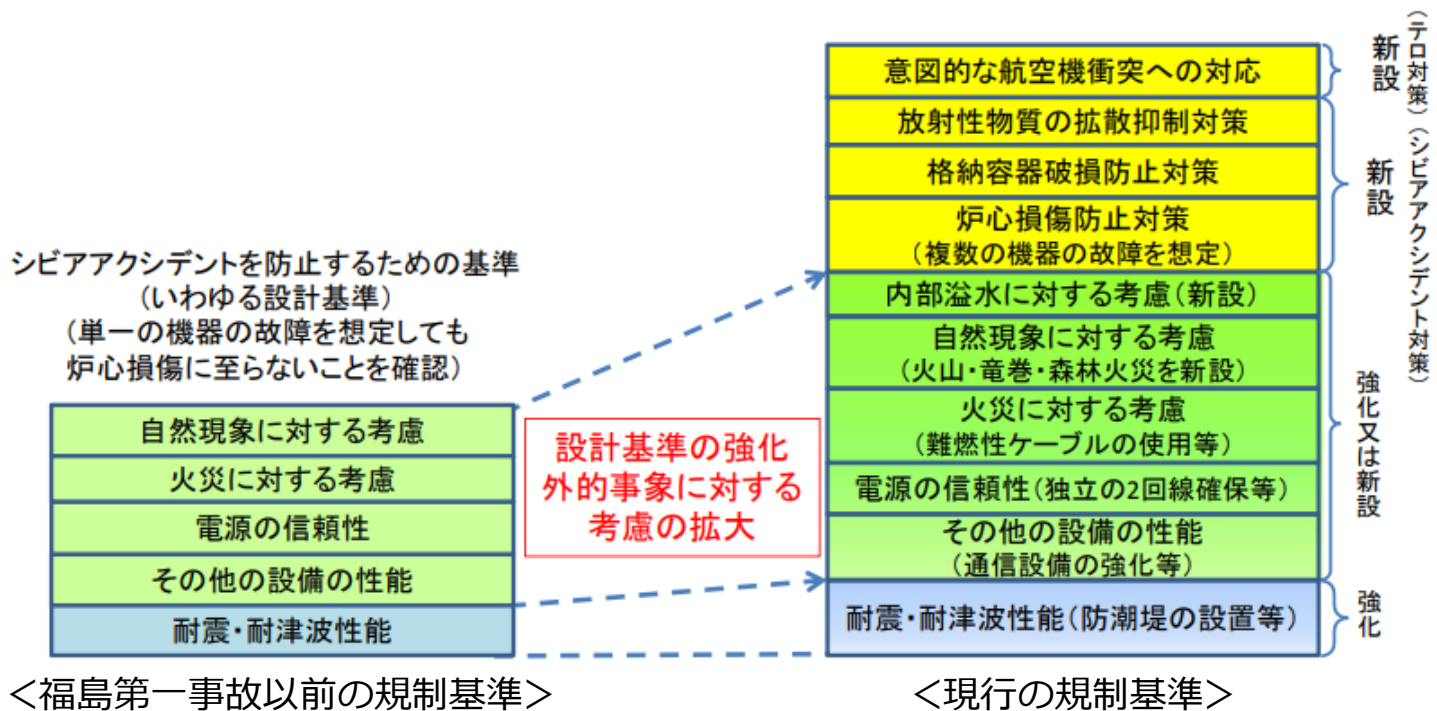 シビアアクシデントを防止するための基準
(いわゆる設計基準)
(単一の機器の故障を想定しても
炉心損傷に至らないことを確認)
自然現象に対する考慮
火災に対する考慮
電源の信頼性
その他の設備の性能
耐震・耐津波性能
<福島第一事故以前の規制基準>
設計基準の強化
外的事象に対する
考慮の拡大
意図的な航空機衝突への対応
放射性物質の拡散抑制対策
格納容器破損防止対策
炉心損傷防止対策
(複数の機器の故障を想定)
内部溢水に対する考慮(新設)
自然現象に対する考慮
(火山・竜巻・森林火災を新設)
火災に対する考慮
(難燃性ケーブルの使用等)
電源の信頼性(独立の2回線確保等)
その他の設備の性能
(通信設備の強化等)
耐震・耐津波性能(防潮堤の設置等)
<現行の規制基準>
新設
(テロ対策)
新設
(シビアアクシデント対策)
強化又は新設
強化